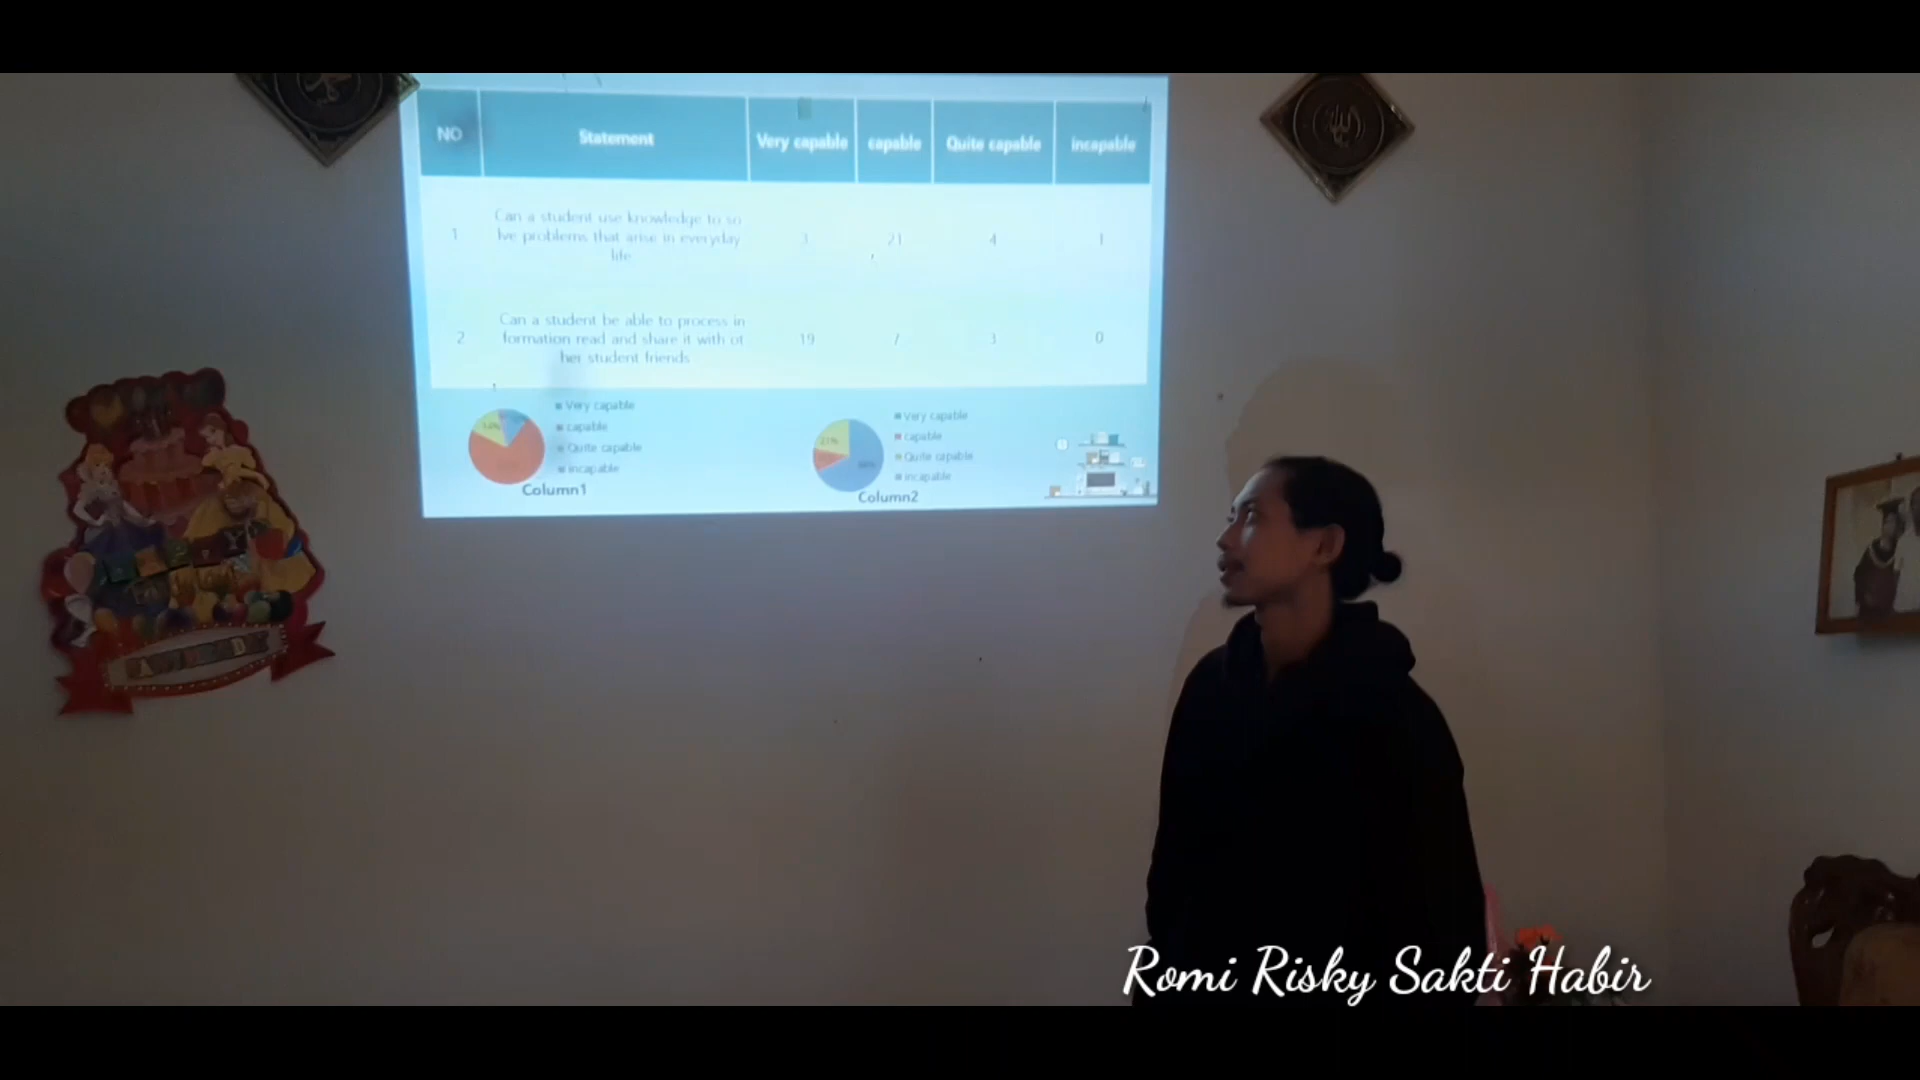 NO
Statement
Very capable
capable
Quite capable
incapable
1
Can a student use knowledge to so
lve problems that arise in everyday
life
3
21
4
1
2
Can a student be able to process in
formation read and share it with ot
her student friends
19
7
3
0
Very capable
capable
Quite capable
incapable
Column1
21%
very capable
capable
Quite capable
incapable
Column2
Romi Risky Sakti Habir